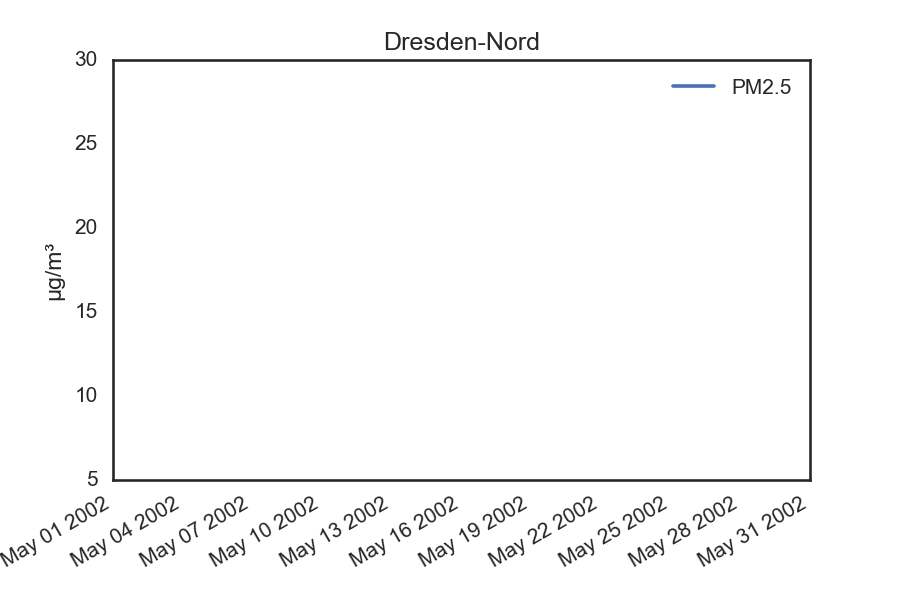 Dresden-Nord
30
25
20
15
10
5
µg/m³
PM2.5
May 01 2002
May 04 2002
May 07 2002
May 10 2002
May 13 2002
May 16 2002
May 19 2002
May 22 2002
May 25 2002
May 28 2002
May 31 2002